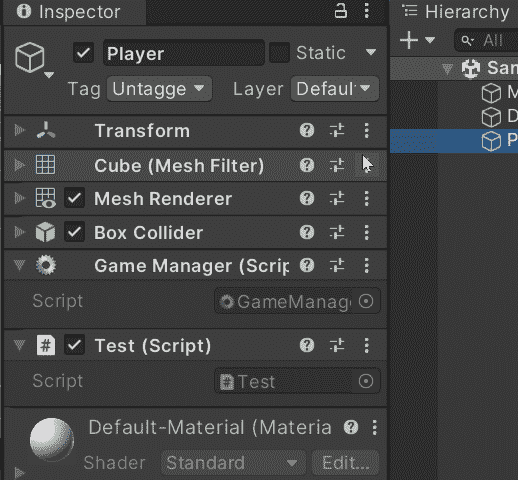 Inspector
Player
Static
Tag Untagge Layer Defaul
Transform
Cube (Mesh Filter)
Mesh Renderer
Box Collider
Game Manager (Scrip
Script GameManag
# Test (Script)
Script # Test
Default-Material (Materia
Shader Standard Edit...
Hierarchy
All
San
M
D
P